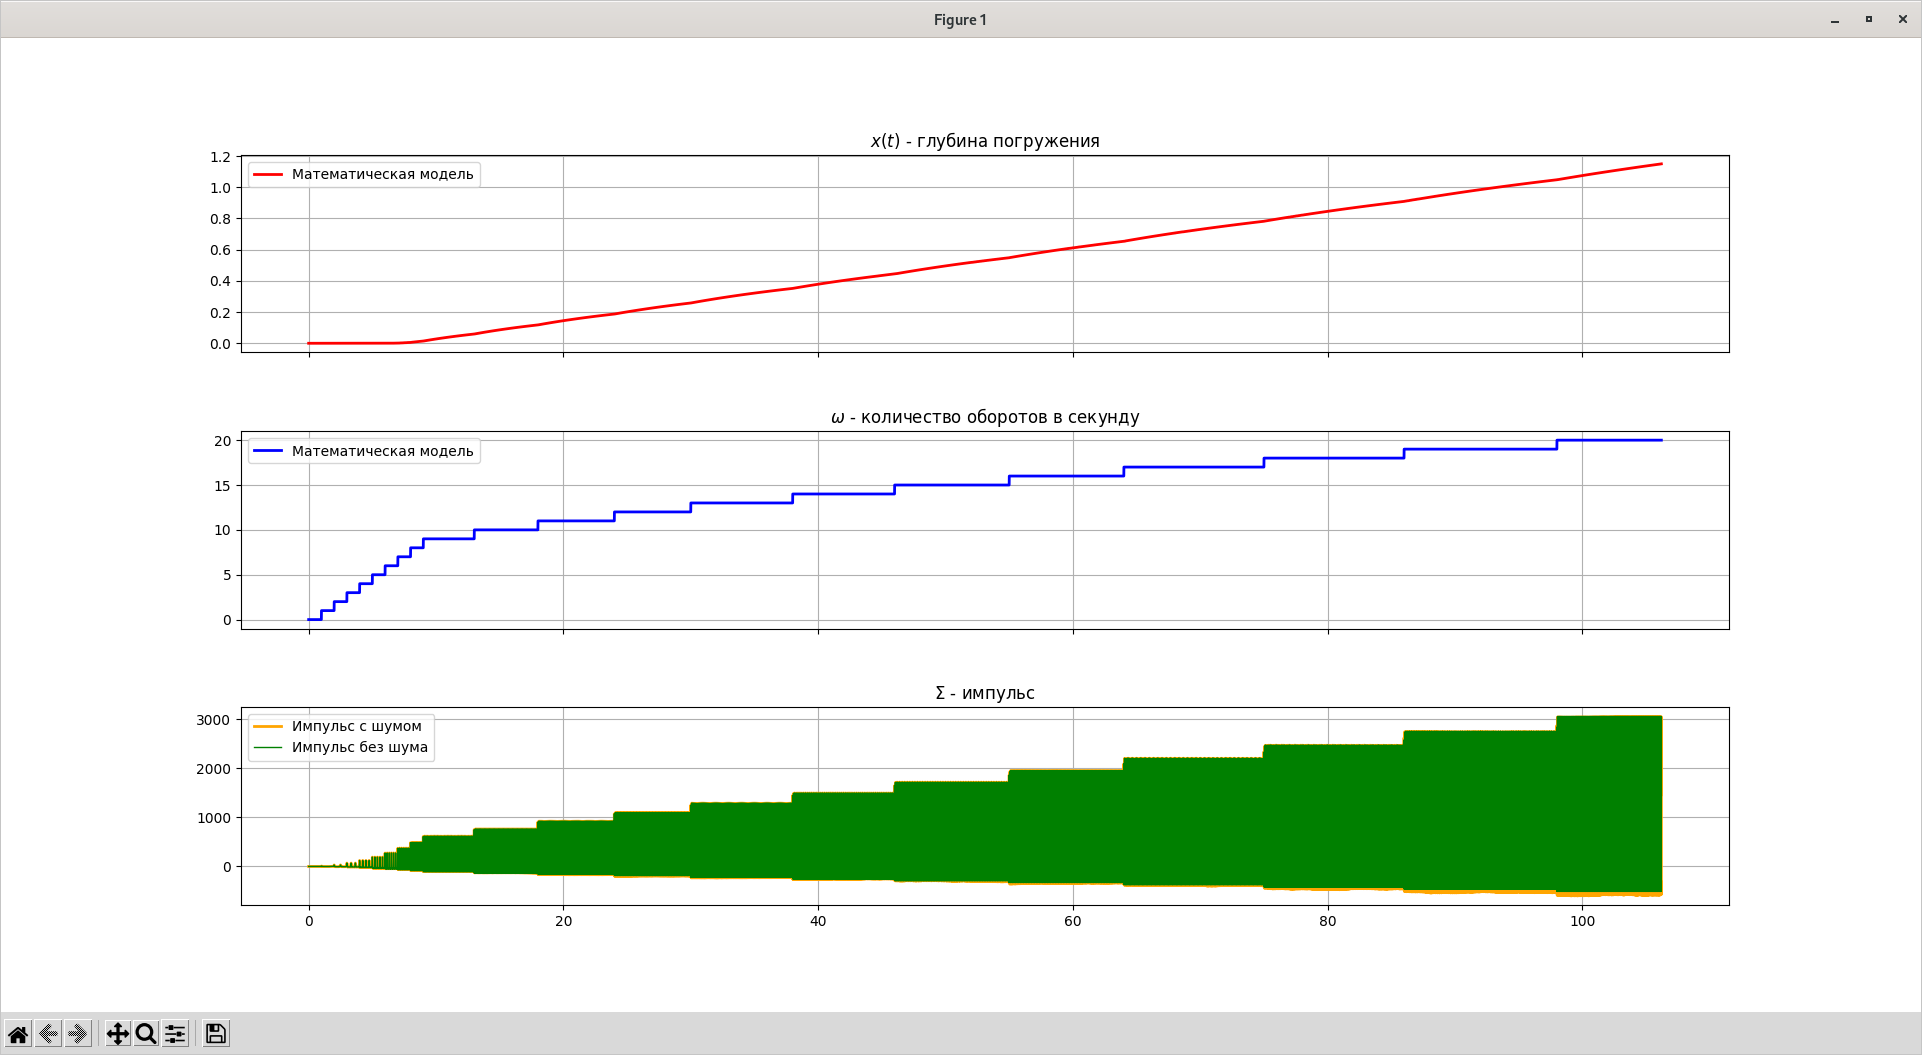 Figure 1
x(t) - глубина погружения
Математическая модель
1.2
1.0
0.8
0.6
0.4
0.2
0.0
ω - количество оборотов в секунду
Математическая модель
20
15
10
5
0
Σ - импульс
Импульс с шумом
Импульс без шума
3000
2000
1000
0
0 20 40 60 80 100